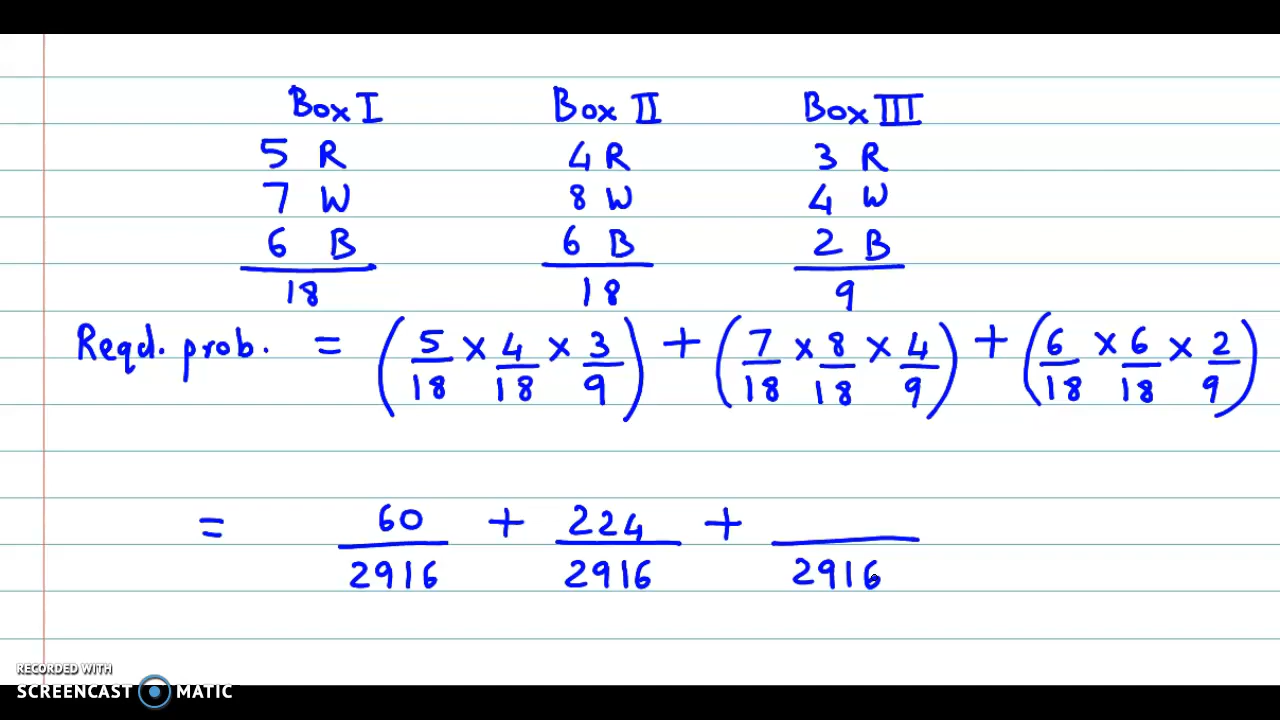 Box I Box II Box III
5 R 4 R 3 R
7 W 8 W 4 W
6 B 6 B 2 B
18 18 9
Reqd. prob. = (5/18 × 4/18 × 3/9) + (7/18 × 8/18 × 4/9) + (6/18 × 6/18 × 2/9)
= 60/2916 + 224/2916 + /2916
RECORDED WITH
SCREENCAST MATIC